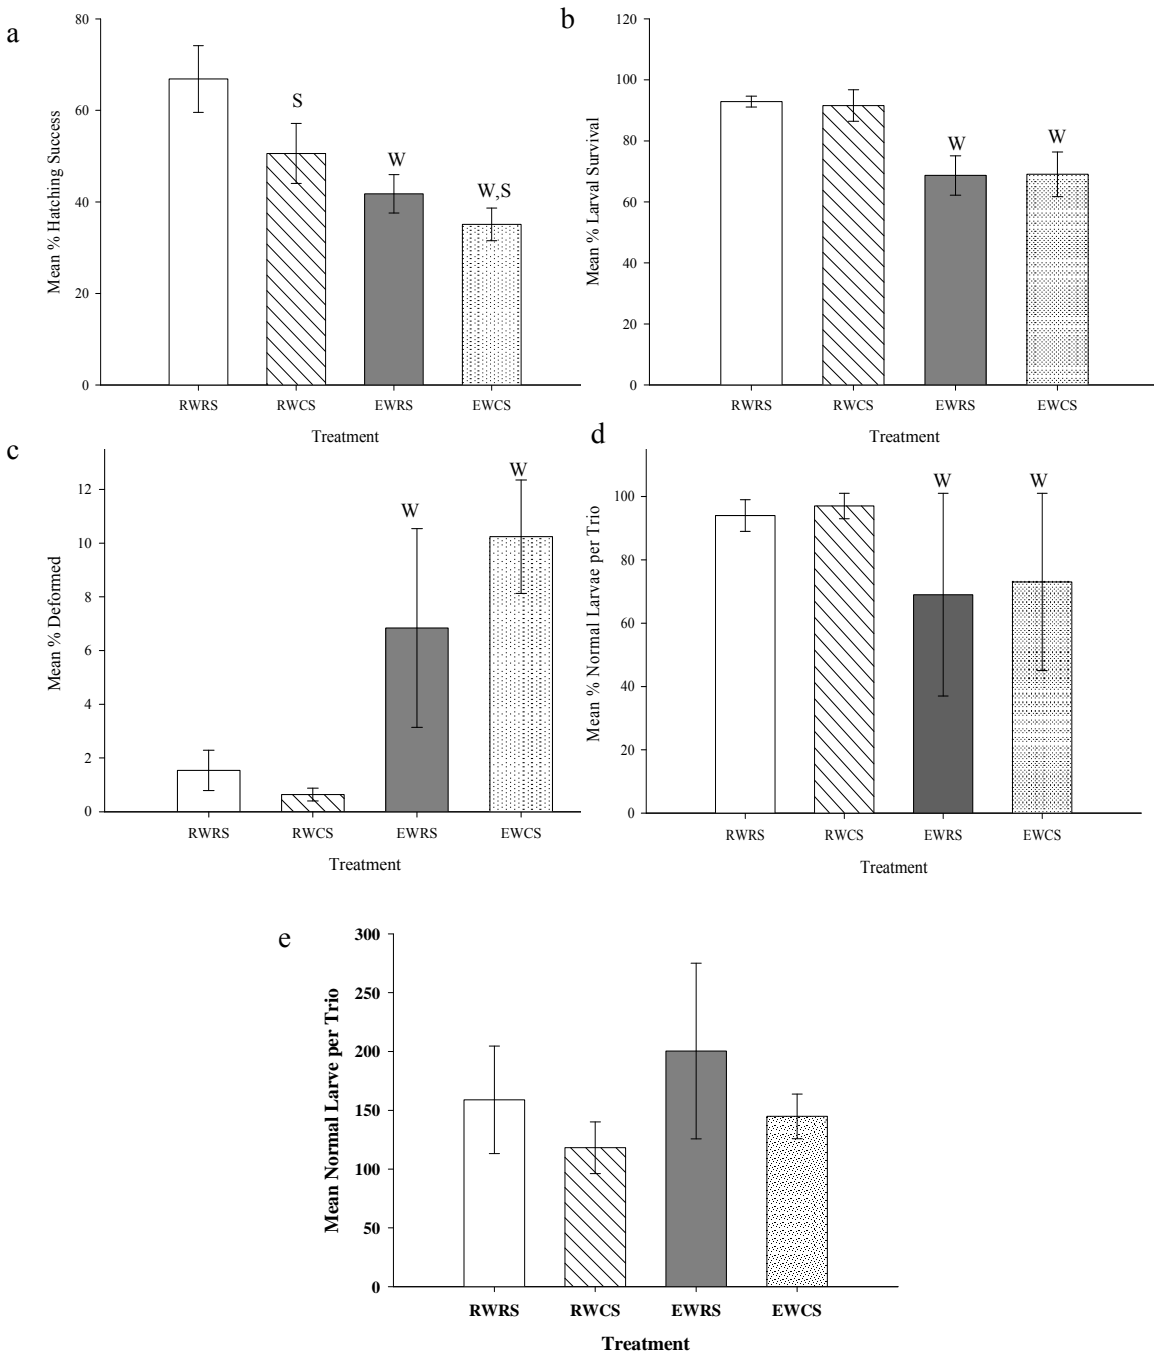 a
Mean % Hatching Success
80
60
40
20
0
S
W
W,S
RWRS RWCS EWRS EWCS
Treatment
b
Mean % Larval Survival
120
100
80
60
40
20
0
W
W
RWRS RWCS EWRS EWCS
Treatment
c
Mean % Deformed
12
10
8
6
4
2
0
W
W
RWRS RWCS EWRS EWCS
Treatment
d
Mean % Normal Larvae per Trio
100
80
60
40
20
0
W W
RWRS RWCS EWRS EWCS
Treatment
e
Mean Normal Larve per Trio
300
250
200
150
100
50
0
RWRS RWCS EWRS EWCS
Treatment